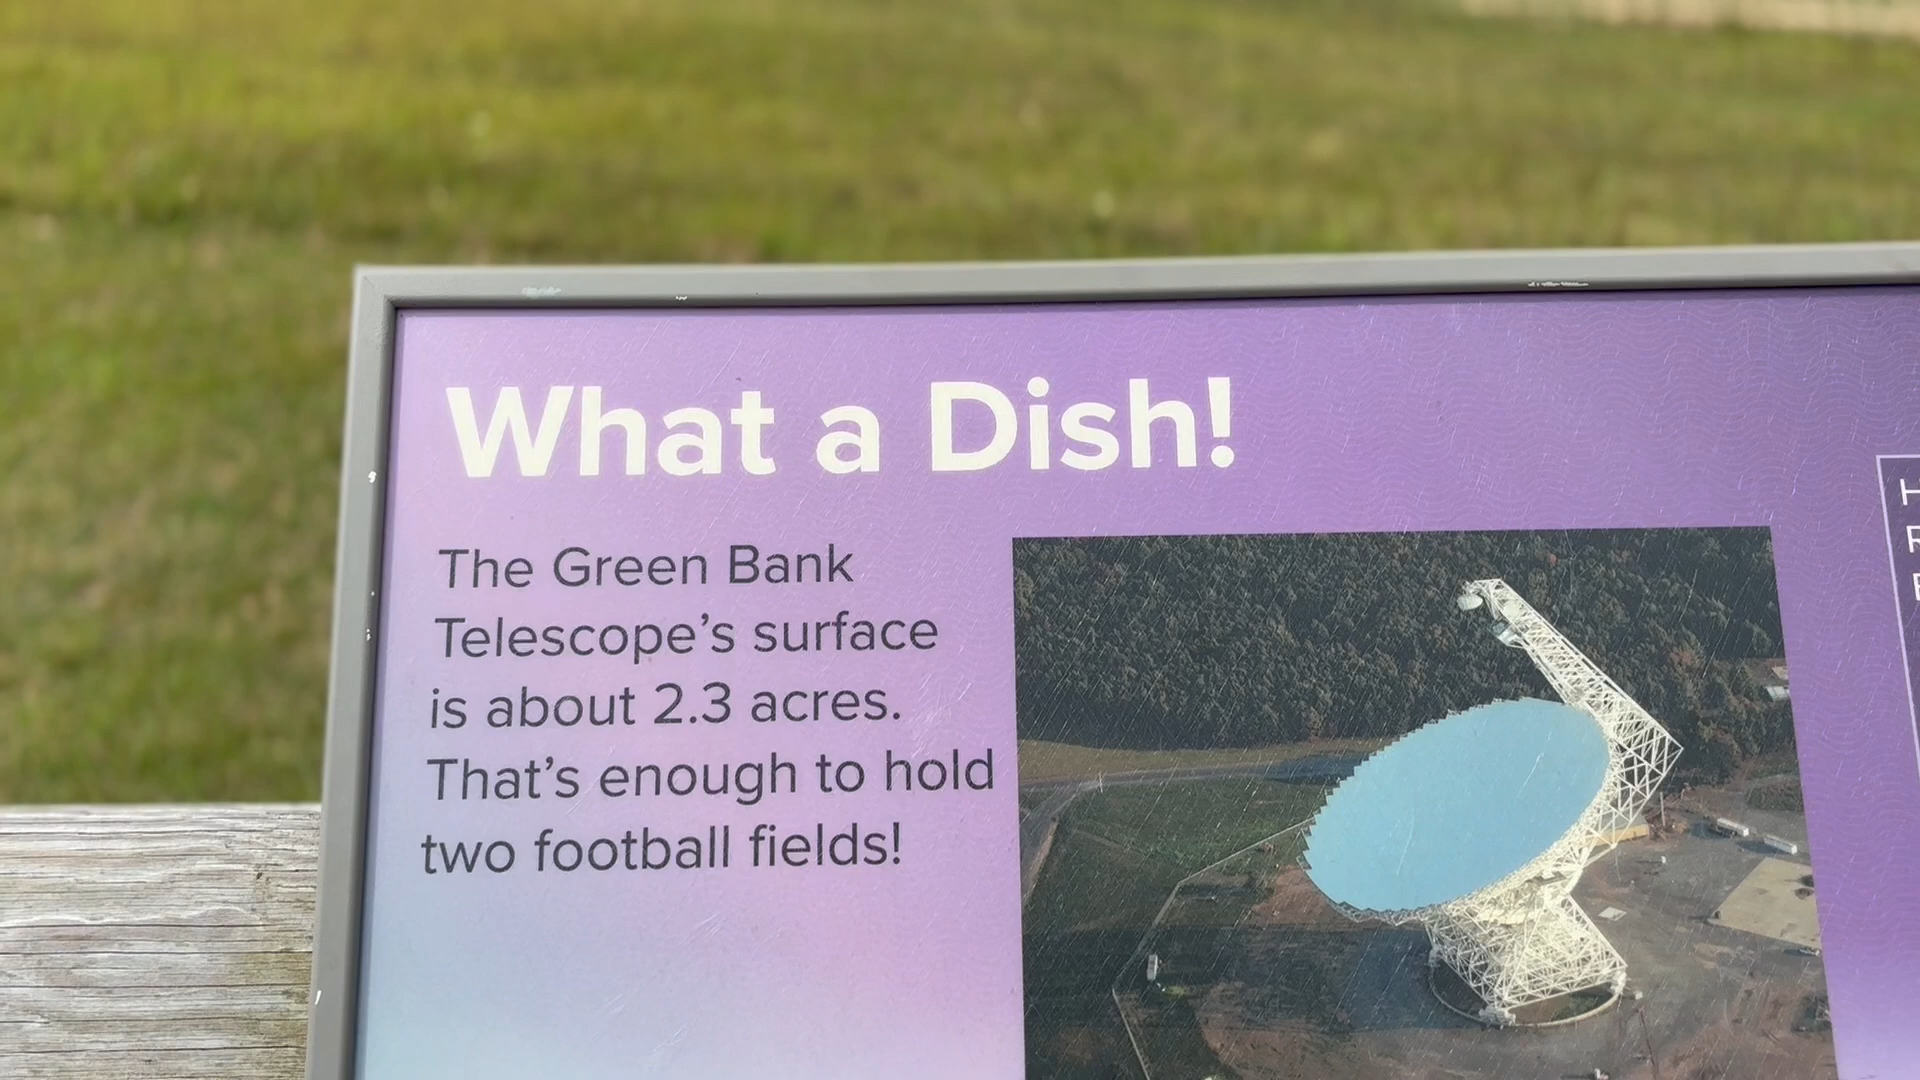 What a Dish!
The Green Bank
Telescope's surface
is about 2.3 acres.
That's enough to hold
two football fields!